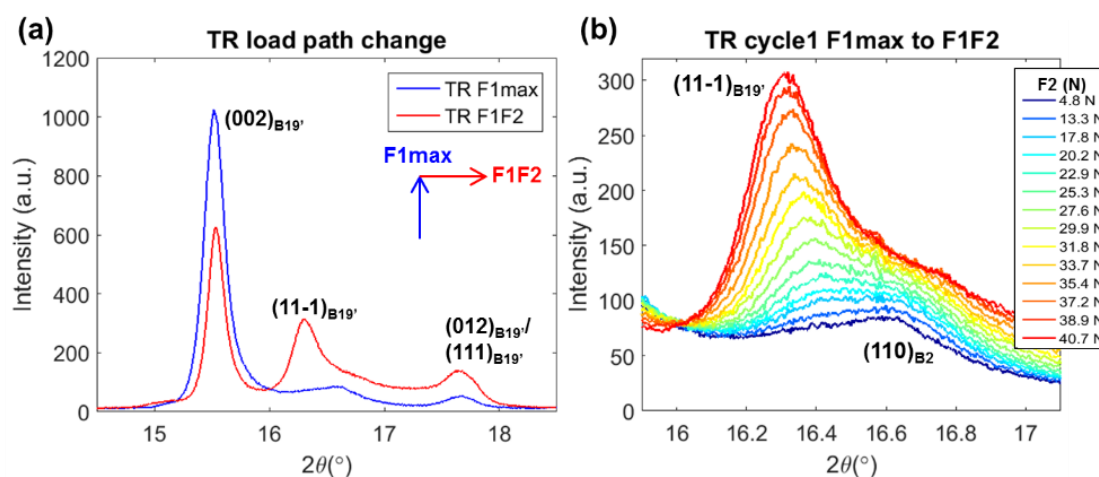 (a)
TR load path change
1200
1000
800
600
400
200
0
15
16
17
18
Intensity (a.u.)
2θ(°)
TR F1max
TR F1F2
(002)B19'
F1max
F1F2
(11-1)B19'
(012)B19'/
(111)B19'
(b)
TR cycle1 F1max to F1F2
300
250
200
150
100
50
0
16
16.2
16.4
16.6
16.8
17
Intensity (a.u.)
2θ(°)
(11-1)B19'
(110)B2
F2 (N)
4.8 N
13.3 N
17.8 N
20.2 N
22.9 N
25.3 N
27.6 N
29.9 N
31.8 N
33.7 N
35.4 N
37.2 N
38.9 N
40.7 N